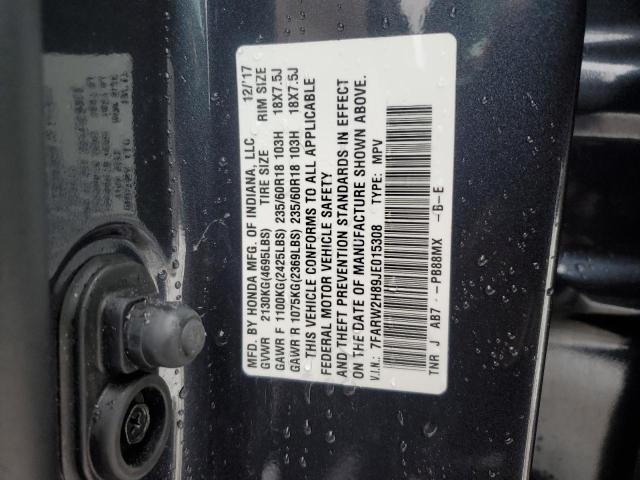 MFD. BY HONDA MFG. OF INDIANA, LLC 12/'17
GVWR 2130KG(4695LBS) TIRE SIZE RIM SIZE
GAWR F 1100KG(2425LBS) 235/60R18 103H 18X7.5J
GAWR R 1075KG(2369LBS) 235/60R18 103H 18X7.5J
THIS VEHICLE CONFORMS TO ALL APPLICABLE
FEDERAL MOTOR VEHICLE SAFETY
AND THEFT PREVENTION STANDARDS IN EFFECT
ON THE DATE OF MANUFACTURE SHOWN ABOVE.
V.I.N.: 7FARW2H89JE015308 TYPE: MPV
TNR J AB7 -PB88MX -B-E